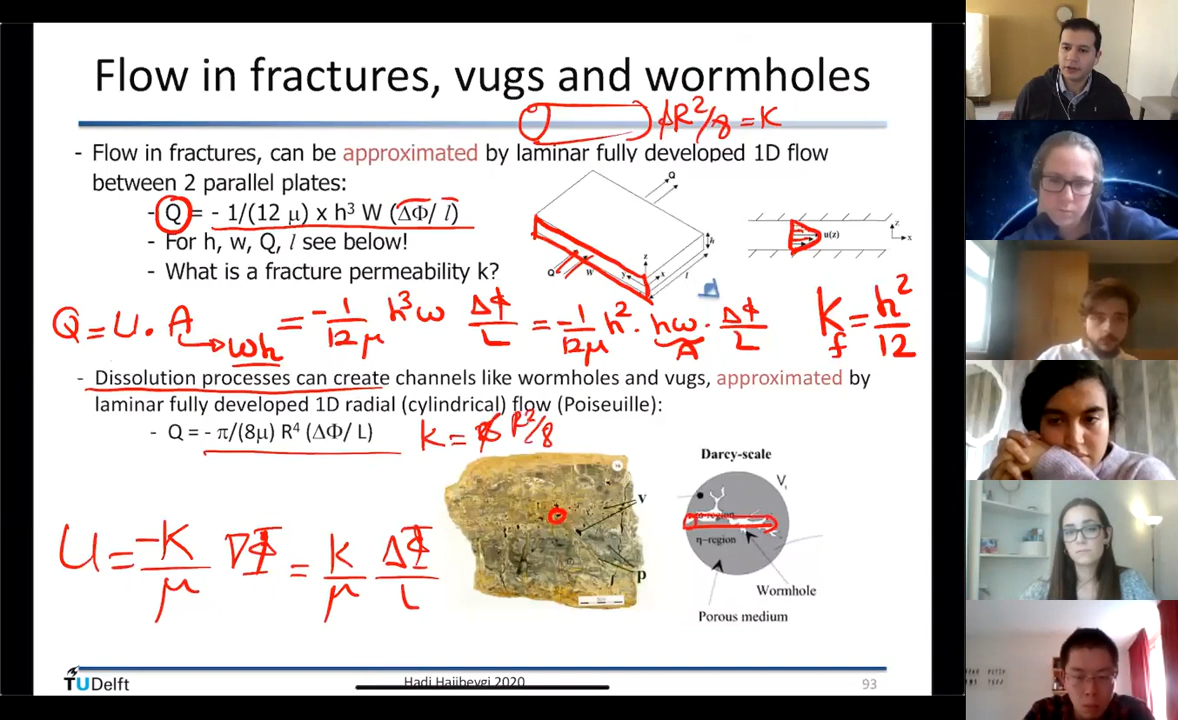 Flow in fractures, vugs and wormholes
R²/8 = K
- Flow in fractures, can be approximated by laminar fully developed 1D flow
between 2 parallel plates:
- Q = - 1/(12 μ) x h³ W (ΔΦ/ l)
- For h, w, Q, l see below!
- What is a fracture permeability k?
Q
h
l
W
Q
z
y
x
u(z)
z
x
Q = U . A = -1/12μ h³w ΔΦ/L = -1/12μ h² . hw . ΔΦ/L
wh
A
K_f = h²/12
- Dissolution processes can create channels like wormholes and vugs, approximated by
laminar fully developed 1D radial (cylindrical) flow (Poiseuille):
- Q = - π/(8μ) R⁴ (ΔΦ/ L)
K = R²/8
v
p
Darcy-scale
η-region
Wormhole
Porous medium
U = -K/μ ∇Φ = K/μ ΔΦ/L
TUDelft
Hadi Hajibeygi 2020
93